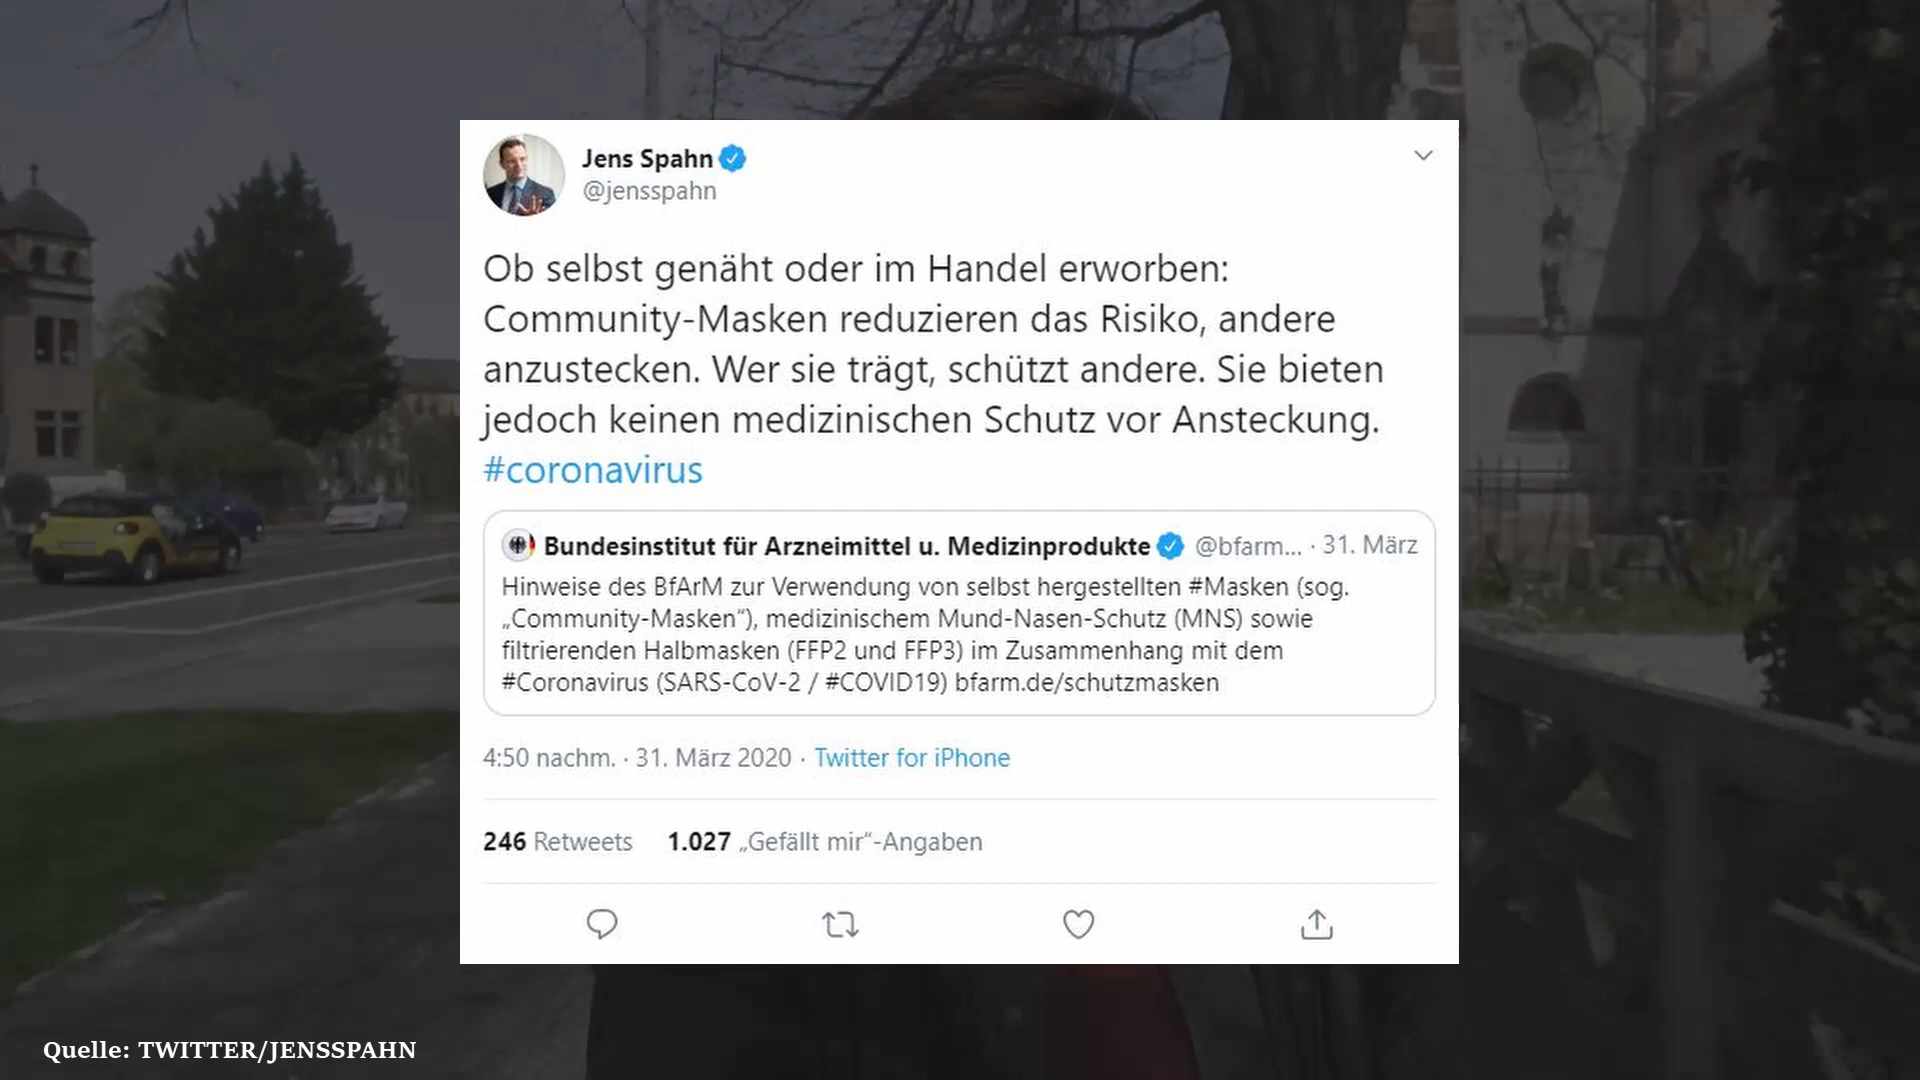 Jens Spahn
@jensspahn
Ob selbst genäht oder im Handel erworben:
Community-Masken reduzieren das Risiko, andere
anzustecken. Wer sie trägt, schützt andere. Sie bieten
jedoch keinen medizinischen Schutz vor Ansteckung.
#coronavirus
Bundesinstitut für Arzneimittel u. Medizinprodukte @bfarm... · 31. März
Hinweise des BfArM zur Verwendung von selbst hergestellten #Masken (sog.
„Community-Masken“), medizinischem Mund-Nasen-Schutz (MNS) sowie
filtrierenden Halbmasken (FFP2 und FFP3) im Zusammenhang mit dem
#Coronavirus (SARS-CoV-2 / #COVID19) bfarm.de/schutzmasken
4:50 nachm. · 31. März 2020 · Twitter for iPhone
246 Retweets 1.027 „Gefällt mir“-Angaben
Quelle: TWITTER/JENSSPAHN